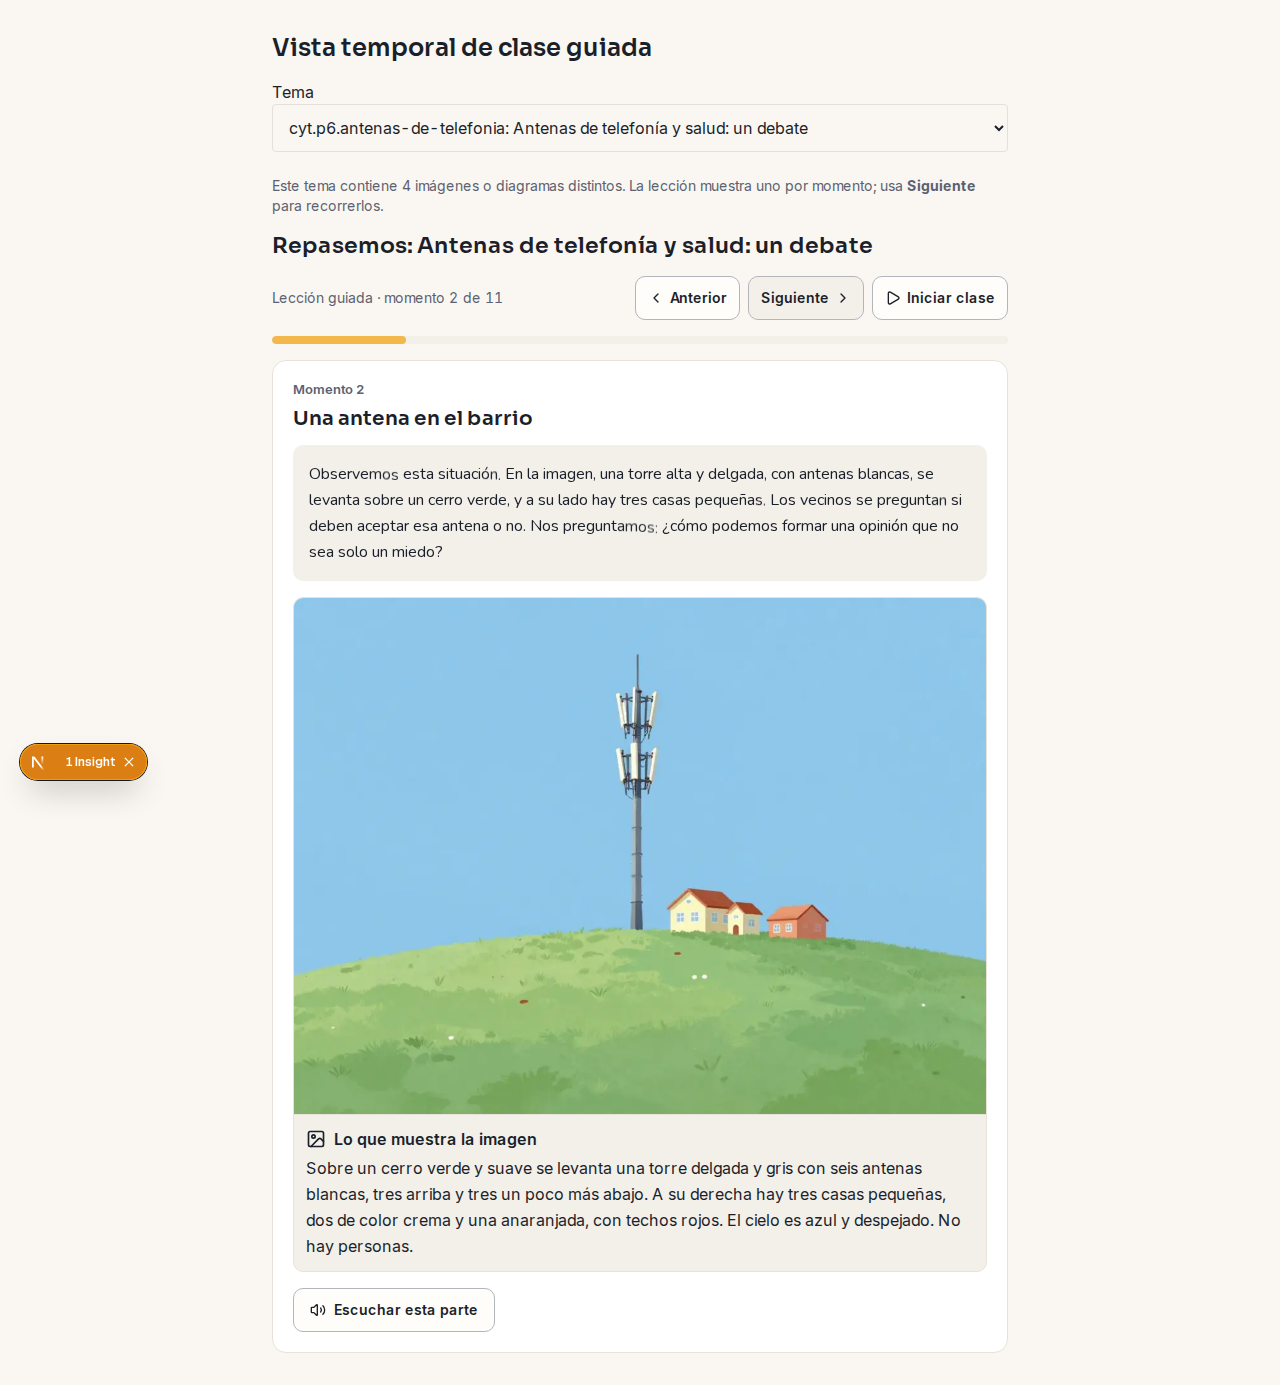 Vista temporal de clase guiada
Tema
cyt.p6.antenas-de-telefonia: Antenas de telefonía y salud: un debate
Este tema contiene 4 imágenes o diagramas distintos. La lección muestra uno por momento; usa Siguiente
para recorrerlos.
Repasemos: Antenas de telefonía y salud: un debate
Lección guiada · momento 2 de 11
Anterior
Siguiente
Iniciar clase
Momento 2
Una antena en el barrio
Observemos esta situación. En la imagen, una torre alta y delgada, con antenas blancas, se
levanta sobre un cerro verde, y a su lado hay tres casas pequeñas. Los vecinos se preguntan si
deben aceptar esa antena o no. Nos preguntamos: ¿cómo podemos formar una opinión que no
sea solo un miedo?
1 Insight
Lo que muestra la imagen
Sobre un cerro verde y suave se levanta una torre delgada y gris con seis antenas
blancas, tres arriba y tres un poco más abajo. A su derecha hay tres casas pequeñas,
dos de color crema y una anaranjada, con techos rojos. El cielo es azul y despejado. No
hay personas.
Escuchar esta parte